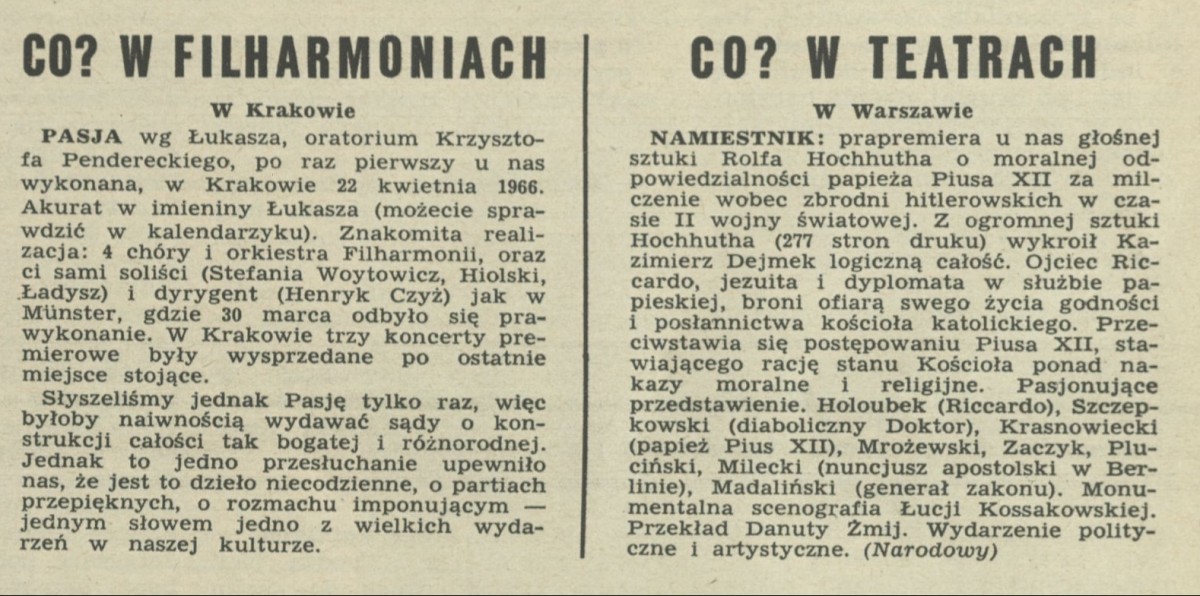 CO? W FILHARMONIACH
W Krakowie
PASJA wg Łukasza, oratorium Krzyszto-
fa Pendereckiego, po raz pierwszy u nas
wykonana, w Krakowie 22 kwietnia 1966.
Akurat w imieniny Łukasza (możecie spra-
wdzić w kalendarzyku). Znakomita reali-
zacja: 4 chóry i orkiestra Filharmonii, oraz
ci sami soliści (Stefania Woytowicz, Hiolski,
Ładysz) i dyrygent (Henryk Czyż) jak w
Münster, gdzie 30 marca odbyło się pra-
wykonanie. W Krakowie trzy koncerty pre-
mierowe były wysprzedane po ostatnie
miejsce stojące.
Słyszeliśmy jednak Pasję tylko raz, więc
byłoby naiwnością wydawać sądy o kon-
strukcji całości tak bogatej i różnorodnej.
Jednak to jedno przesłuchanie upewniło
nas, że jest to dzieło niecodzienne, o partiach
przepięknych, o rozmachu imponującym —
jednym słowem jedno z wielkich wyda-
rzeń w naszej kulturze.
CO? W TEATRACH
W Warszawie
NAMIESTNIK: prapremiera u nas głośnej
sztuki Rolfa Hochhutha o moralnej od-
powiedzialności papieża Piusa XII za mil-
czenie wobec zbrodni hitlerowskich w cza-
sie II wojny światowej. Z ogromnej sztuki
Hochhutha (277 stron druku) wykroił Ka-
zimierz Dejmek logiczną całość. Ojciec Ric-
cardo, jezuita i dyplomata w służbie pa-
pieskiej, broni ofiarą swego życia godności
i posłannictwa kościoła katolickiego. Prze-
ciwstawia się postępowaniu Piusa XII, sta-
wiającego rację stanu Kościoła ponad na-
kazy moralne i religijne. Pasjonujące
przedstawienie. Holoubek (Riccardo), Szczep-
kowski (diaboliczny Doktor), Krasnowiecki
(papież Pius XII), Mrożewski, Zaczyk, Plu-
ciński, Milecki (nuncjusz apostolski w Ber-
linie), Madaliński (generał zakonu). Monu-
mentalna scenografia Łucji Kossakowskiej.
Przekład Danuty Żmij. Wydarzenie polity-
czne i artystyczne. (Narodowy)